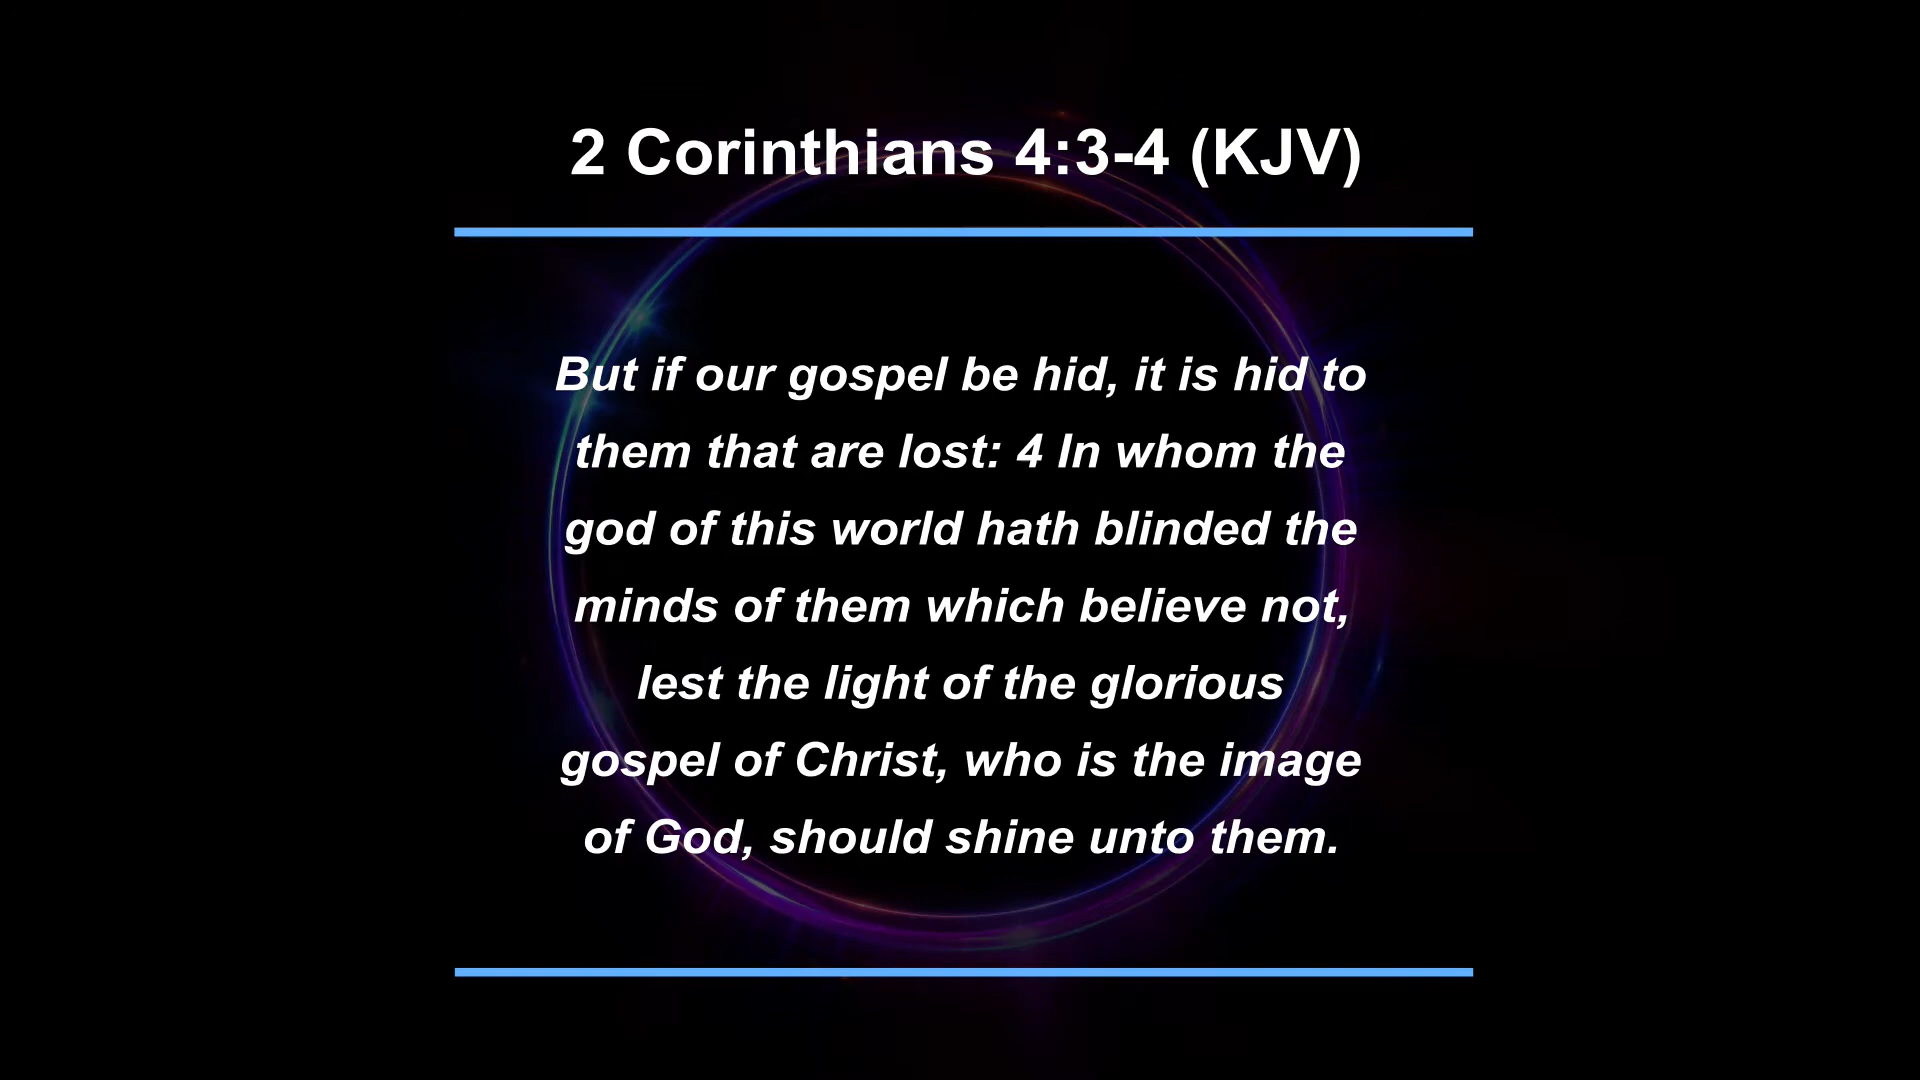 2 Corinthians 4:3-4 (KJV)
But if our gospel be hid, it is hid to
them that are lost: 4 In whom the
god of this world hath blinded the
minds of them which believe not,
lest the light of the glorious
gospel of Christ, who is the image
of God, should shine unto them.